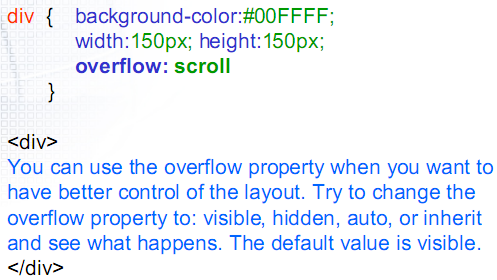 div {   background-color:#00FFFF;
width:150px; height:150px;
overflow: scroll
}
<div>
You can use the overflow property when you want to
have better control of the layout. Try to change the
overflow property to: visible, hidden, auto, or inherit
and see what happens. The default value is visible.
</div>